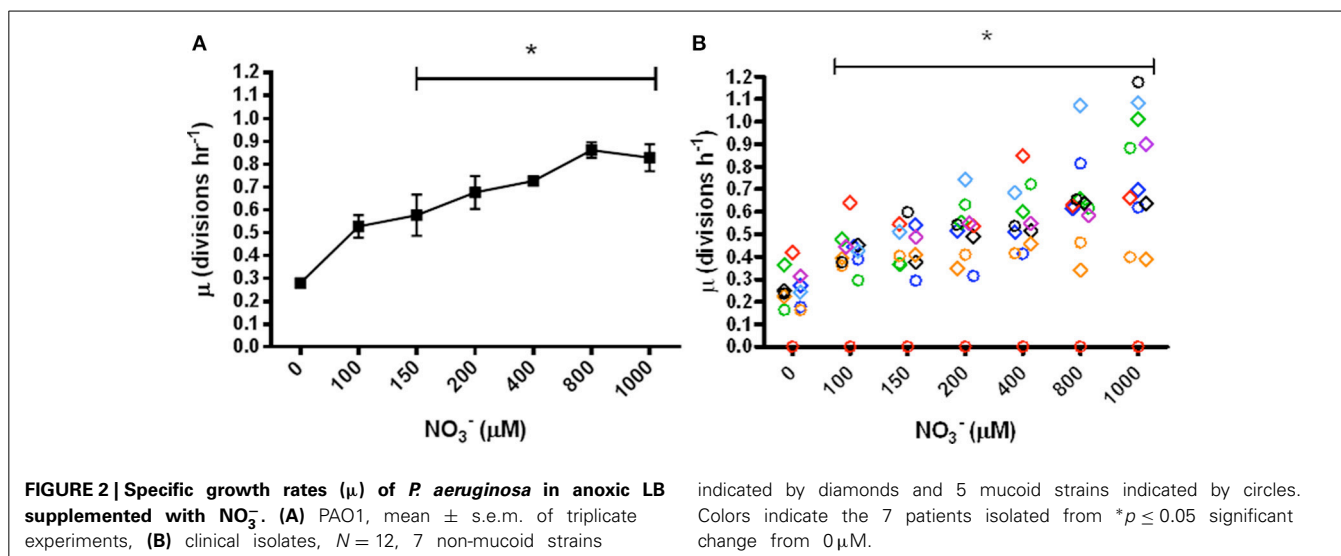 A
*
1.2
1.1
1.0
0.9
0.8
0.7
0.6
0.5
0.4
0.3
0.2
0.1
0.0
μ (divisions hr⁻¹)
0 100 150 200 400 800 1000
NO₃⁻ (μM)
B
*
1.2
1.1
1.0
0.9
0.8
0.7
0.6
0.5
0.4
0.3
0.2
0.1
0.0
μ (divisions h⁻¹)
0 100 150 200 400 800 1000
NO₃⁻ (μM)
FIGURE 2 | Specific growth rates (μ) of P. aeruginosa in anoxic LB
supplemented with NO₃⁻. (A) PAO1, mean ± s.e.m. of triplicate
experiments, (B) clinical isolates, N = 12, 7 non-mucoid strains
indicated by diamonds and 5 mucoid strains indicated by circles.
Colors indicate the 7 patients isolated from *p ≤ 0.05 significant
change from 0 μM.